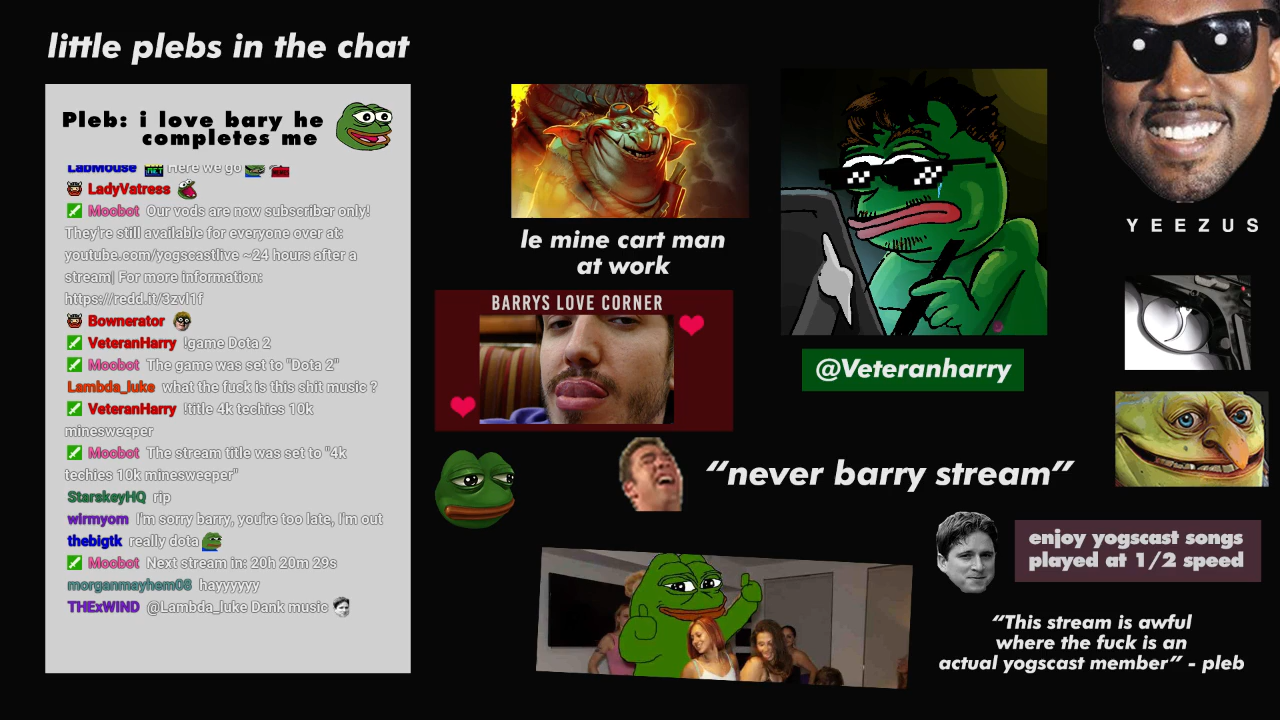 little plebs in the chat
Pleb: i love bary he
completes me
LabMouse Here we go
LadyVatress
Moobot Our vods are now subscriber only!
They're still available for everyone over at:
youtube.com/yogscastlive ~24 hours after a
stream| For more information:
https://redd.it/3zvl1f
Bownerator
VeteranHarry !game Dota 2
Moobot The game was set to "Dota 2"
Lambda_luke what the fuck is this shit music ?
VeteranHarry !title 4k techies 10k
minesweeper
Moobot The stream title was set to "4k
techies 10k minesweeper"
StarskeyHQ rip
wirmyom I'm sorry barry, you're too late, I'm out
thebigtk really dota
Moobot Next stream in: 20h 20m 29s
morganmayhem08 hayyyyyy
THExWIND @Lambda_luke Dank music
le mine cart man
at work
BARRYS LOVE CORNER
@Veteranharry
YEEZUS
“never barry stream”
enjoy yogscast songs
played at 1/2 speed
“This stream is awful
where the fuck is an
actual yogscast member” - pleb